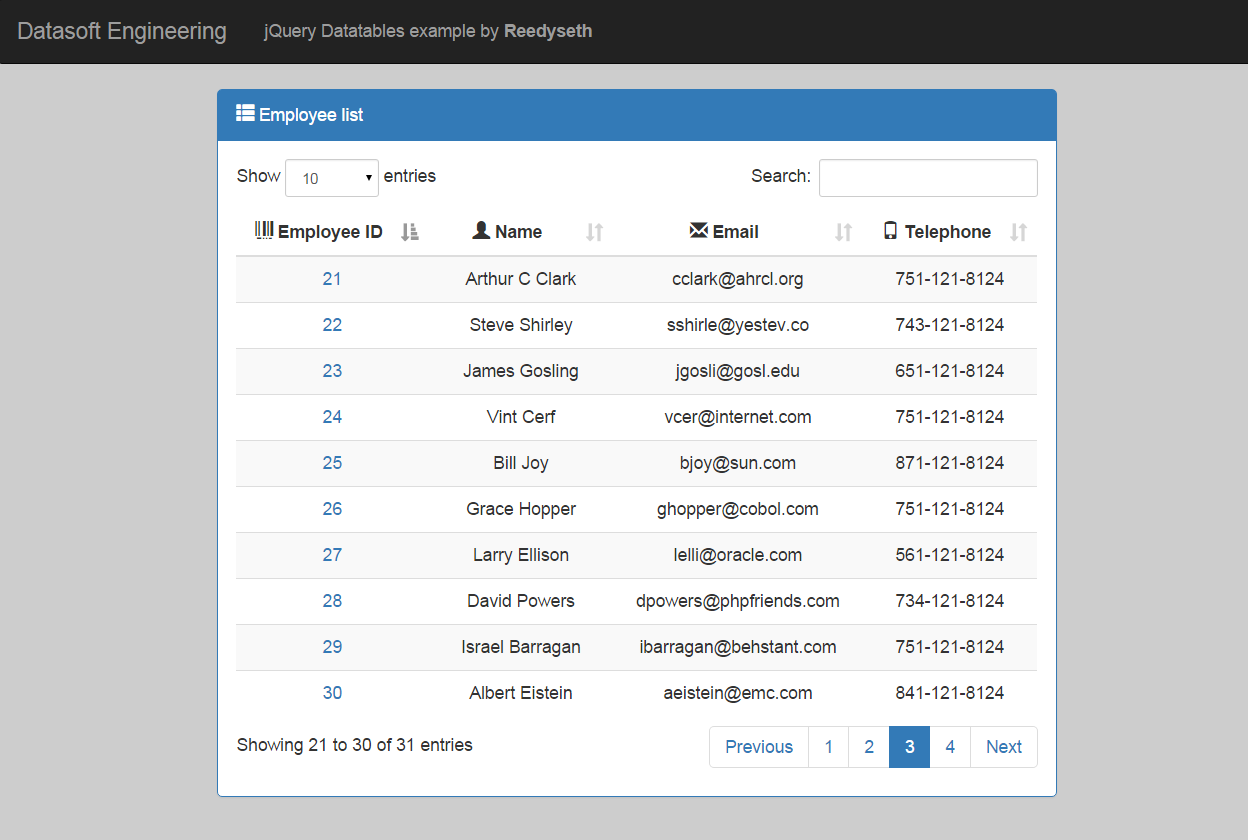 Datasoft Engineering jQuery Datatables example by Reedyseth
Employee list
Show 10 entries Search:
Employee ID Name Email Telephone
21 Arthur C Clark cclark@ahrcl.org 751-121-8124
22 Steve Shirley sshirle@yestev.co 743-121-8124
23 James Gosling jgosli@gosl.edu 651-121-8124
24 Vint Cerf vcer@internet.com 751-121-8124
25 Bill Joy bjoy@sun.com 871-121-8124
26 Grace Hopper ghopper@cobol.com 751-121-8124
27 Larry Ellison lelli@oracle.com 561-121-8124
28 David Powers dpowers@phpfriends.com 734-121-8124
29 Israel Barragan ibarragan@behstant.com 751-121-8124
30 Albert Eistein aeistein@emc.com 841-121-8124
Showing 21 to 30 of 31 entries Previous 1 2 3 4 Next